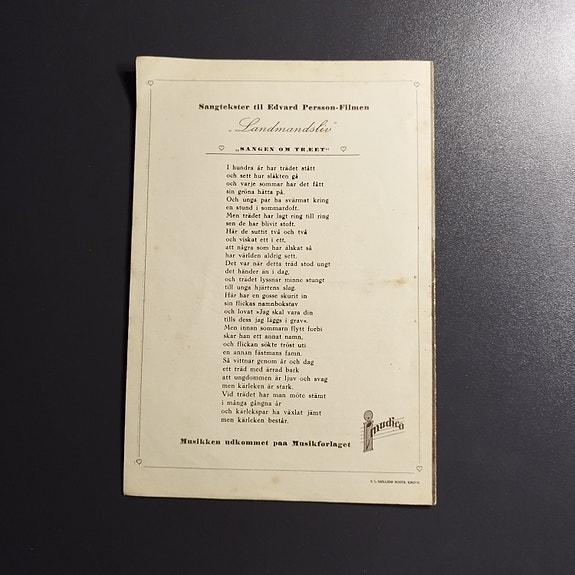 Sangtekster til Edvard Persson-Filmen
„Landmandsliv"
„SANGEN OM TRÆET"
I hundra år har trädet stått
och sett hur släkten gå
och varje sommar har det fått
sin gröna hätta på.
Och unga par ha svärmat kring
en stund i sommardoft.
Men trädet har lagt ring till ring
sen de har blivit stoft.
Här de suttit två och två
och viskat ett i ett,
att några som har älskat så
har världen aldrig sett.
Det var när detta träd stod ungt
det händer än i dag,
och trädet lyssnar minne stungt
till unga hjärtens slag.
Här har en gosse skurit in
sin flickas namnbokstav
och lovat »Jag skal vara din
tills dess jag läggs i grav«.
Men innan sommarn flytt forbi
skar han ett annat namn,
och flickan sökte tröst uti
en annan fästmans famn.
Så vittnar genom år och dag
ett träd med ärrad bark
att ungdommen är ljuv och svag
men kärleken är stark.
Vid trädet har man möte stämt
i många gångna år
och kärlekspar ha växlat jämt
men kärleken består.
Musikken udkommet paa Musikforlaget
imudico